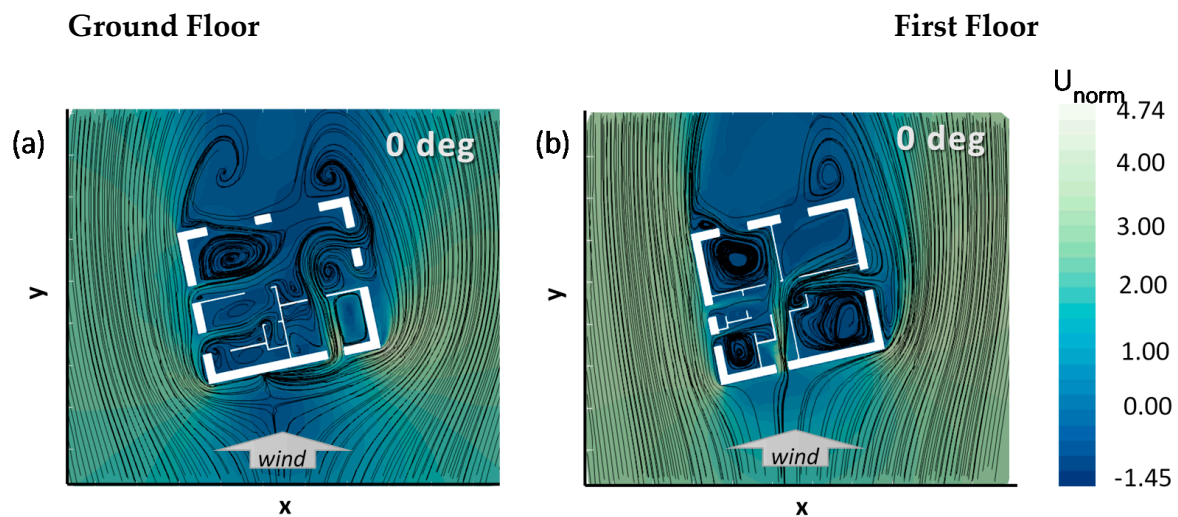 Ground Floor
First Floor
(a)
0 deg
wind
y
x
(b)
0 deg
wind
y
x
Unorm
4.74
4.00
3.00
2.00
1.00
0.00
-1.45